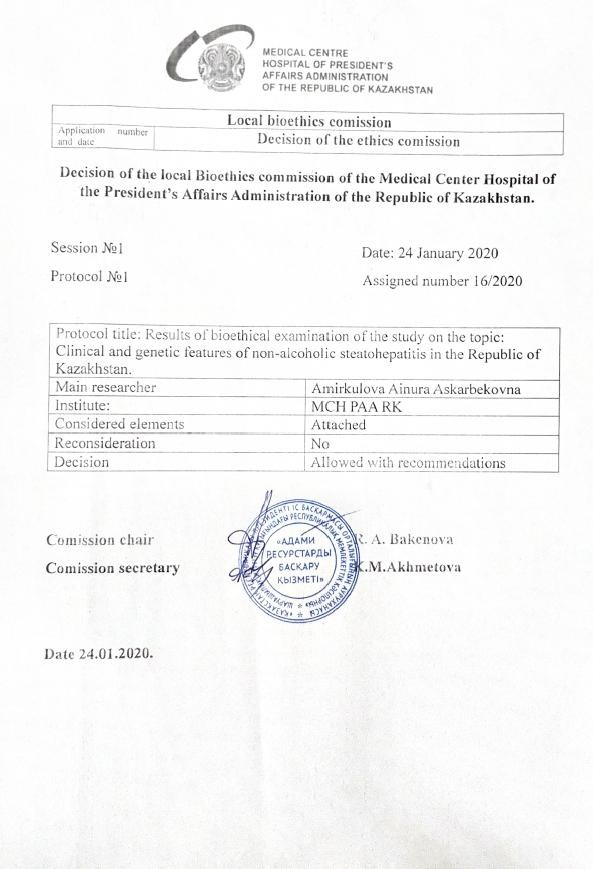 MEDICAL CENTRE
HOSPITAL OF PRESIDENT'S
AFFAIRS ADMINISTRATION
OF THE REPUBLIC OF KAZAKHSTAN
Local bioethics comission
Application number
and date
Decision of the ethics comission
Decision of the local Bioethics commission of the Medical Center Hospital of
the President's Affairs Administration of the Republic of Kazakhstan.
Session №1
Date: 24 January 2020
Protocol №1
Assigned number 16/2020
Protocol title: Results of bioethical examination of the study on the topic:
Clinical and genetic features of non-alcoholic steatohepatitis in the Republic of
Kazakhstan.
Main researcher
Amirkulova Ainura Askarbekovna
Institute:
MCH PAA RK
Considered elements
Attached
Reconsideration
No
Decision
Allowed with recommendations
Comission chair
R. A. Bakenova
Comission secretary
K.M.Akhmetova
«АДАМИ
РЕСУРСТАРДЫ
БАСҚАРУ
ҚЫЗМЕТІ»
Date 24.01.2020.